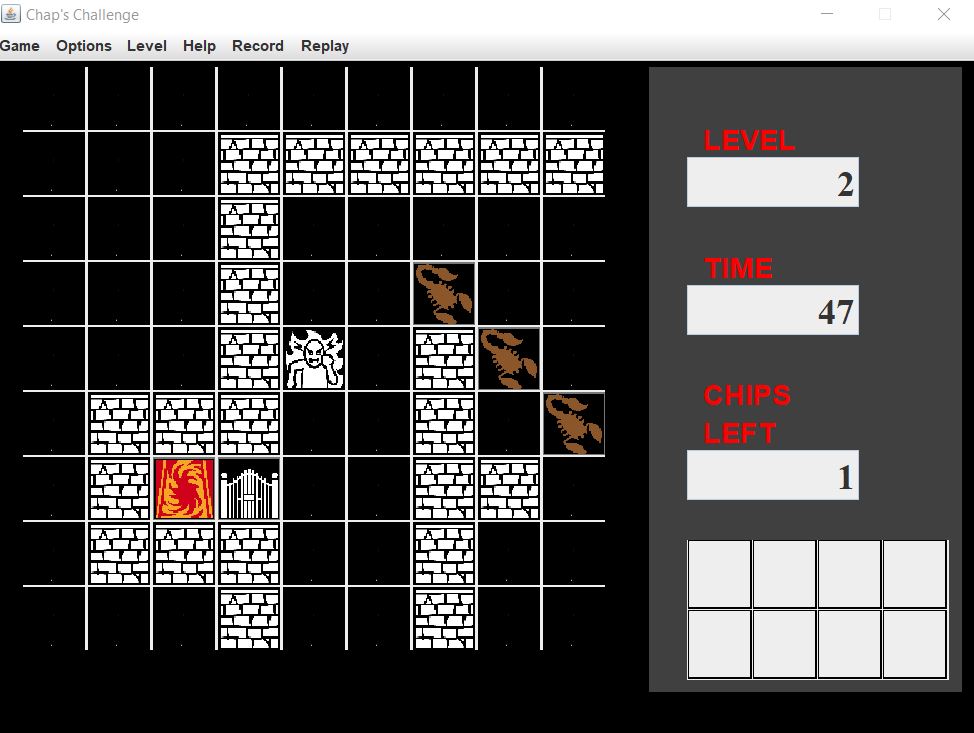 Chap's Challenge
Game Options Level Help Record Replay
LEVEL
2
TIME
47
CHIPS
LEFT
1